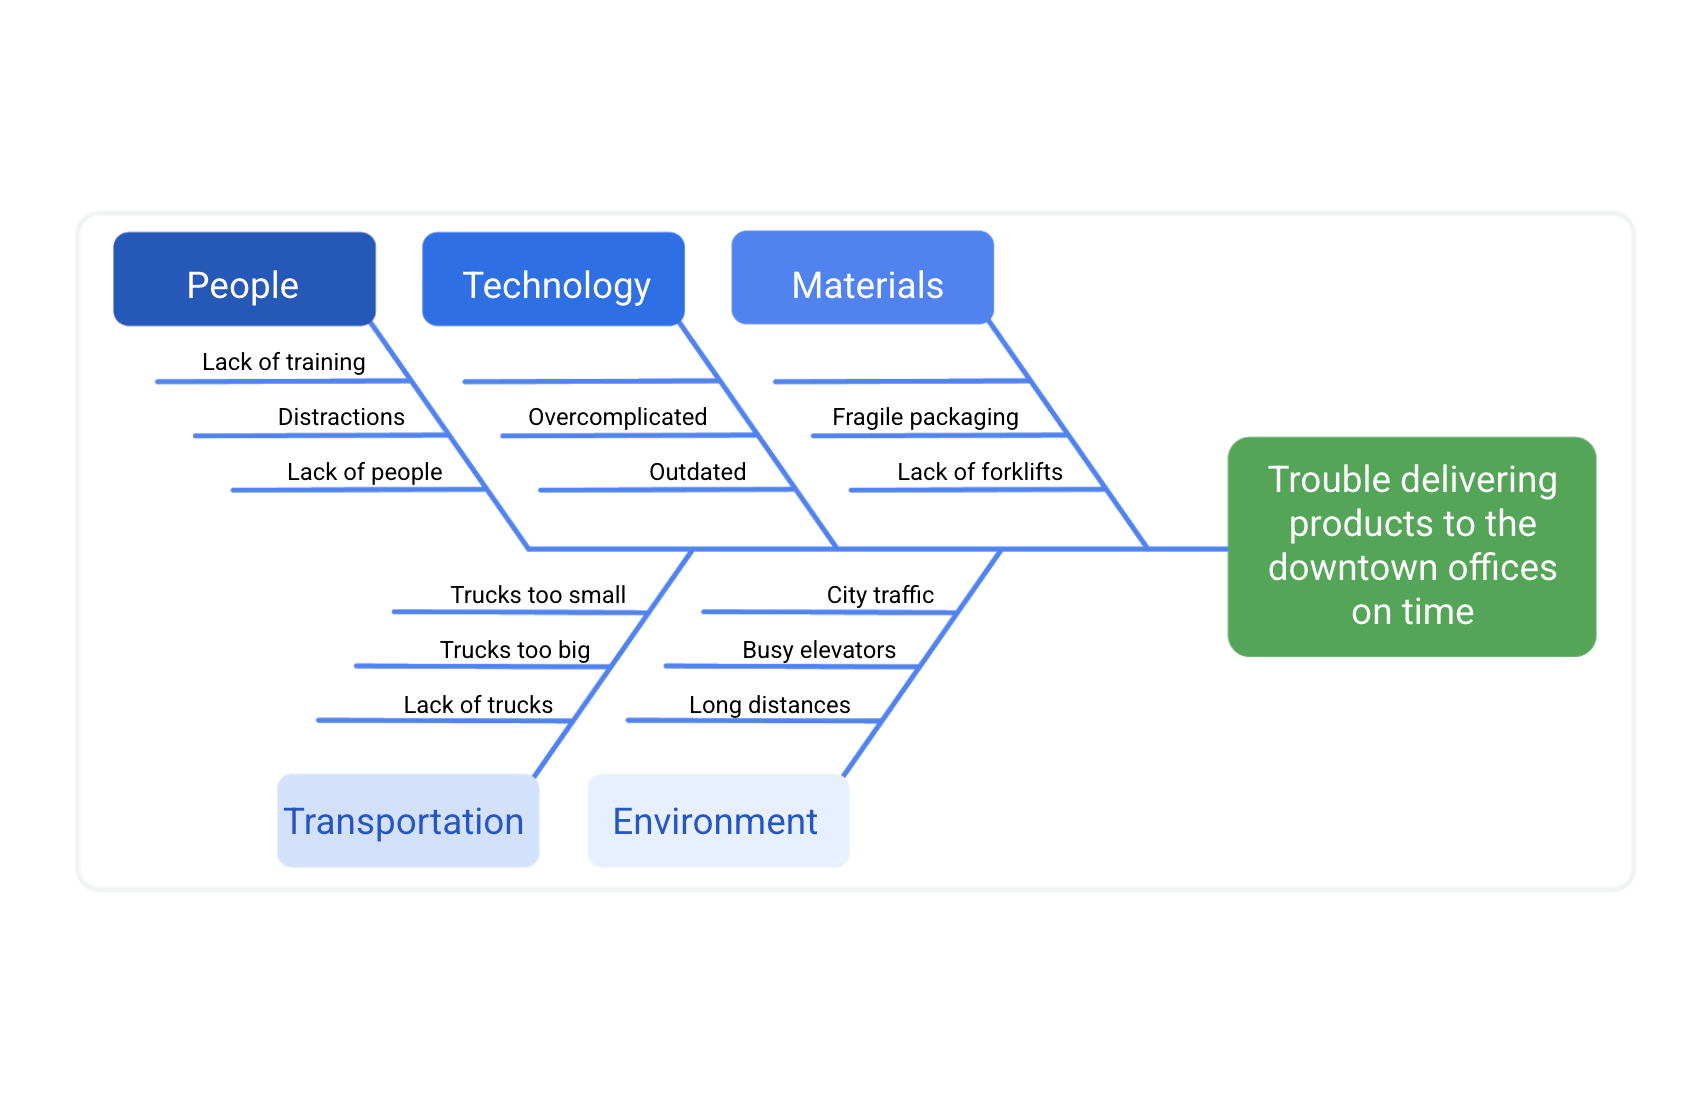 People
Technology
Materials
Lack of training
Distractions
Overcomplicated
Fragile packaging
Lack of people
Outdated
Lack of forklifts
Trouble delivering
products to the
downtown offices
on time
Trucks too small
City traffic
Trucks too big
Busy elevators
Lack of trucks
Long distances
Transportation
Environment